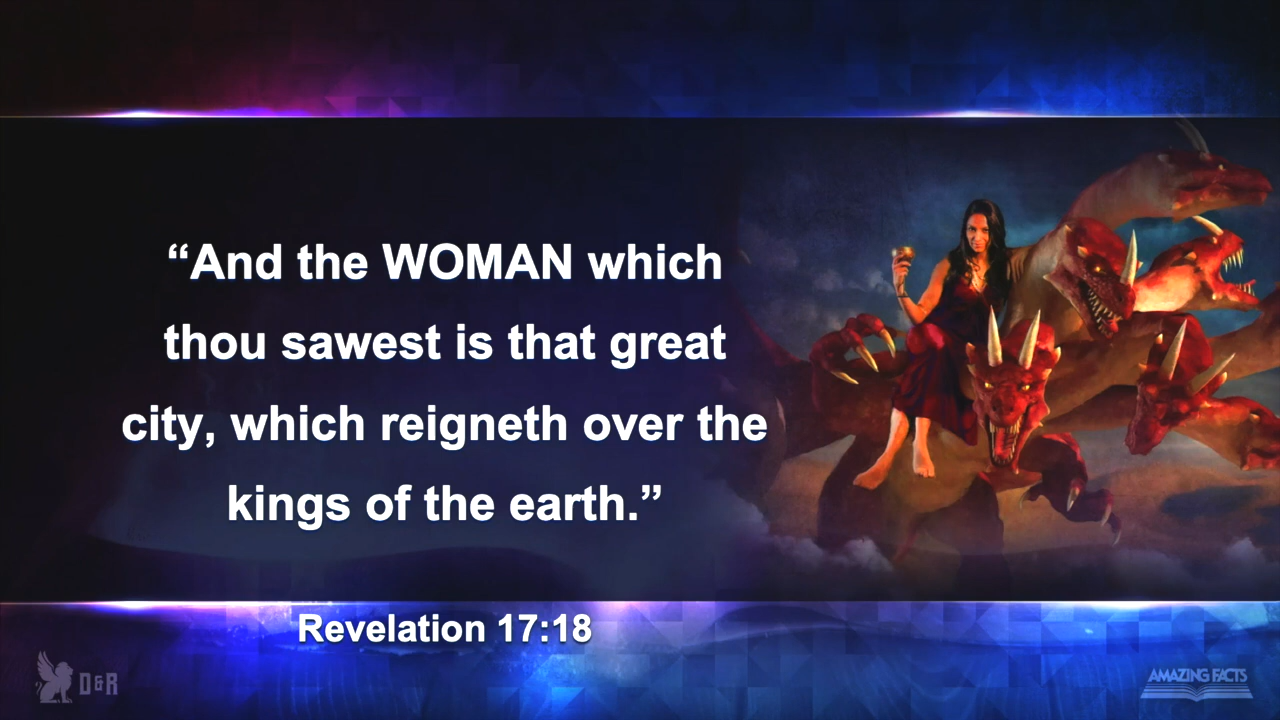 “And the WOMAN which
thou sawest is that great
city, which reigneth over the
kings of the earth.”
Revelation 17:18
D&R
AMAZING FACTS